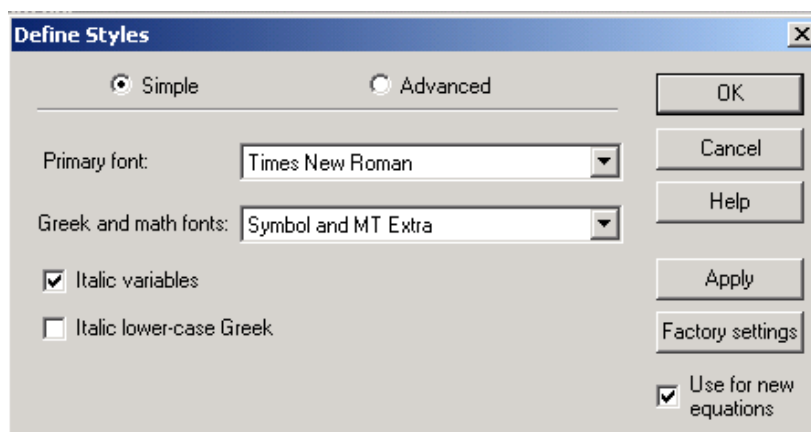 Define Styles
Simple
Advanced
OK
Primary font:
Times New Roman
Cancel
Greek and math fonts:
Symbol and MT Extra
Help
Italic variables
Apply
Italic lower-case Greek
Factory settings
Use for new
equations